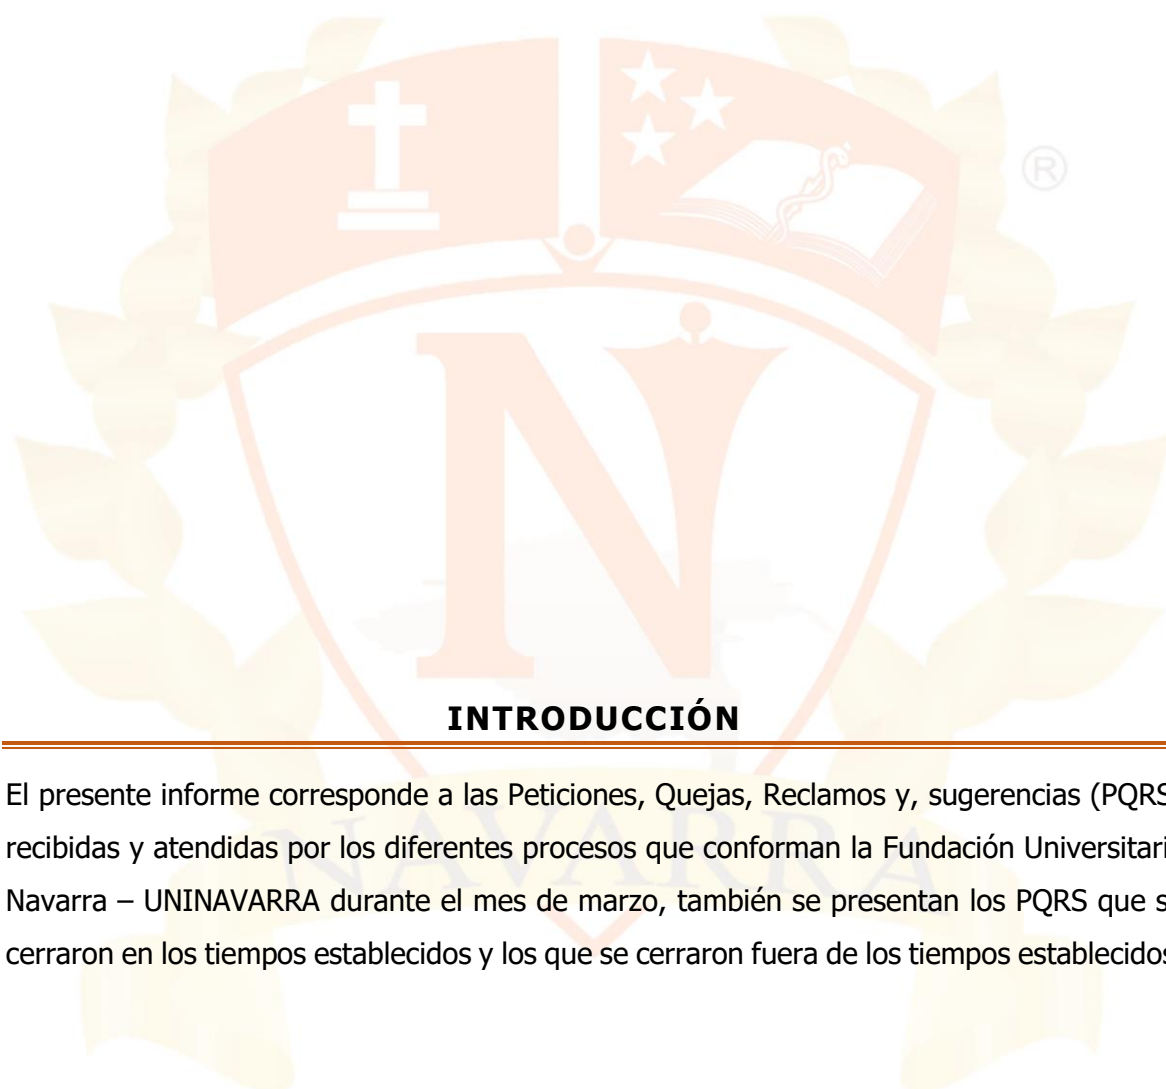 ®
N
INTRODUCCIÓN
El presente informe corresponde a las Peticiones, Quejas, Reclamos y, sugerencias (PQRS
recibidas y atendidas por los diferentes procesos que conforman la Fundación Universitari
Navarra – UNINAVARRA durante el mes de marzo, también se presentan los PQRS que s
cerraron en los tiempos establecidos y los que se cerraron fuera de los tiempos establecidos
NAVARRA